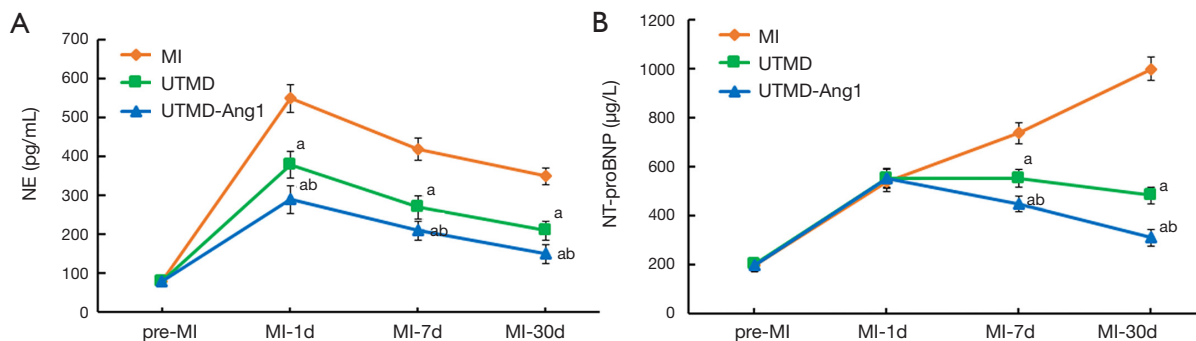 A
NE (pg/mL)
700
600
500
400
300
200
100
0
MI
UTMD
UTMD-Ang1
a
ab
a
ab
a
ab
pre-MI MI-1d MI-7d MI-30d
B
NT-proBNP (μg/L)
1200
1000
800
600
400
200
0
MI
UTMD
UTMD-Ang1
a
ab
a
ab
pre-MI MI-1d MI-7d MI-30d